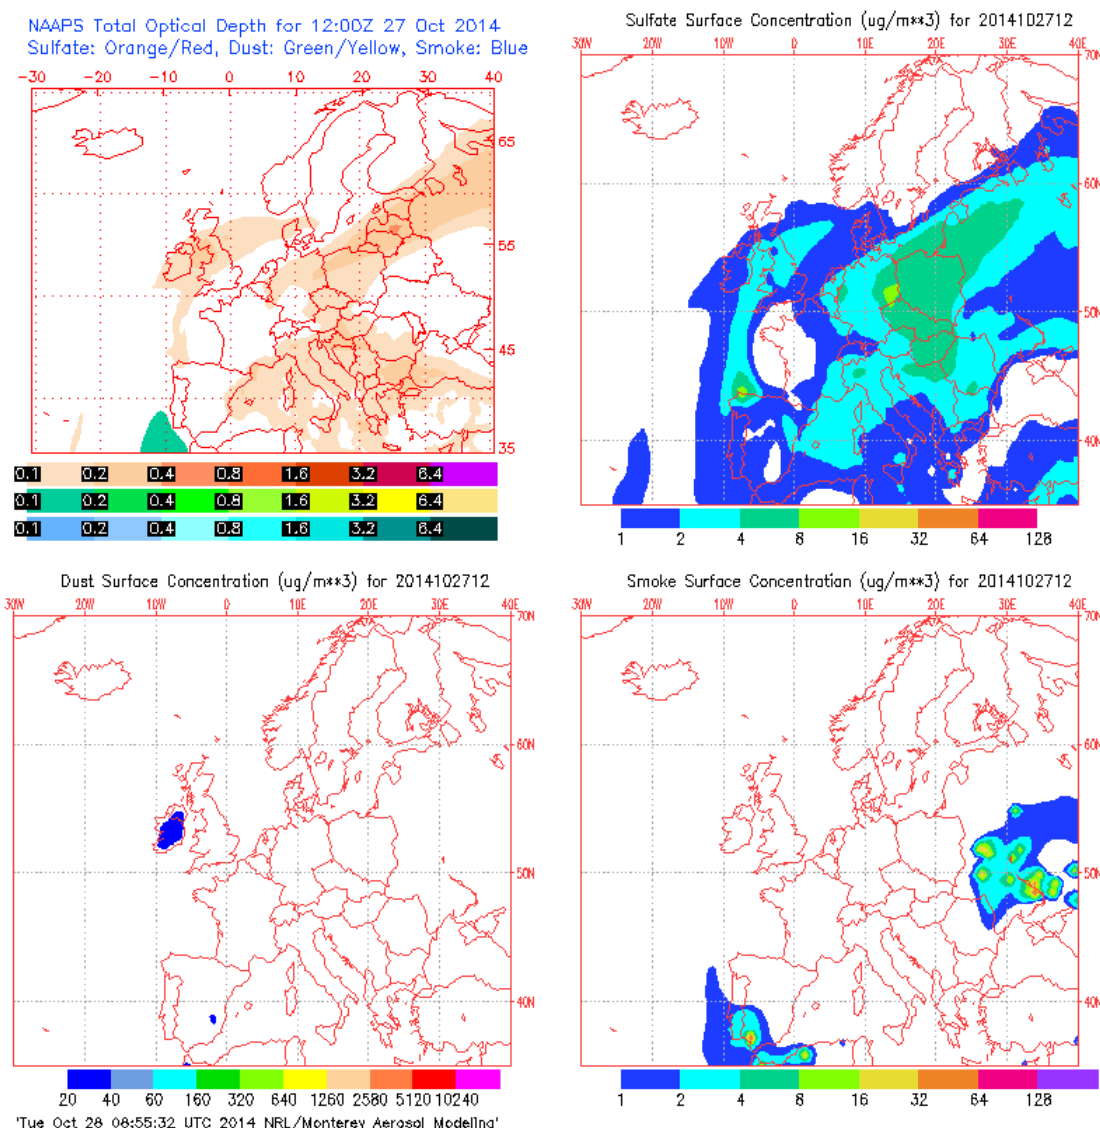 NAAPS Total Optical Depth for 12:00Z 27 Oct 2014
Sulfate: Orange/Red, Dust: Green/Yellow, Smoke: Blue
-30 -20 -10 0 10 20 30 40
65
55
45
35
0.1 0.2 0.4 0.8 1.6 3.2 6.4
0.1 0.2 0.4 0.8 1.6 3.2 6.4
0.1 0.2 0.4 0.8 1.6 3.2 6.4
Sulfate Surface Concentration (ug/m**3) for 2014102712
30W 20W 10W 0 10E 20E 30E 40E
70N
60N
50N
40N
1 2 4 8 16 32 64 128
Dust Surface Concentration (ug/m**3) for 2014102712
30W 20W 10W 0 10E 20E 30E 40E
70N
60N
50N
40N
20 40 60 160 320 640 1260 2580 5120 10240
Smoke Surface Concentration (ug/m**3) for 2014102712
30W 20W 10W 0 10E 20E 30E 40E
70N
60N
50N
40N
1 2 4 8 16 32 64 128
'Tue Oct 28 08:55:32 UTC 2014 NRL/Monterey Aerosol Modeling'